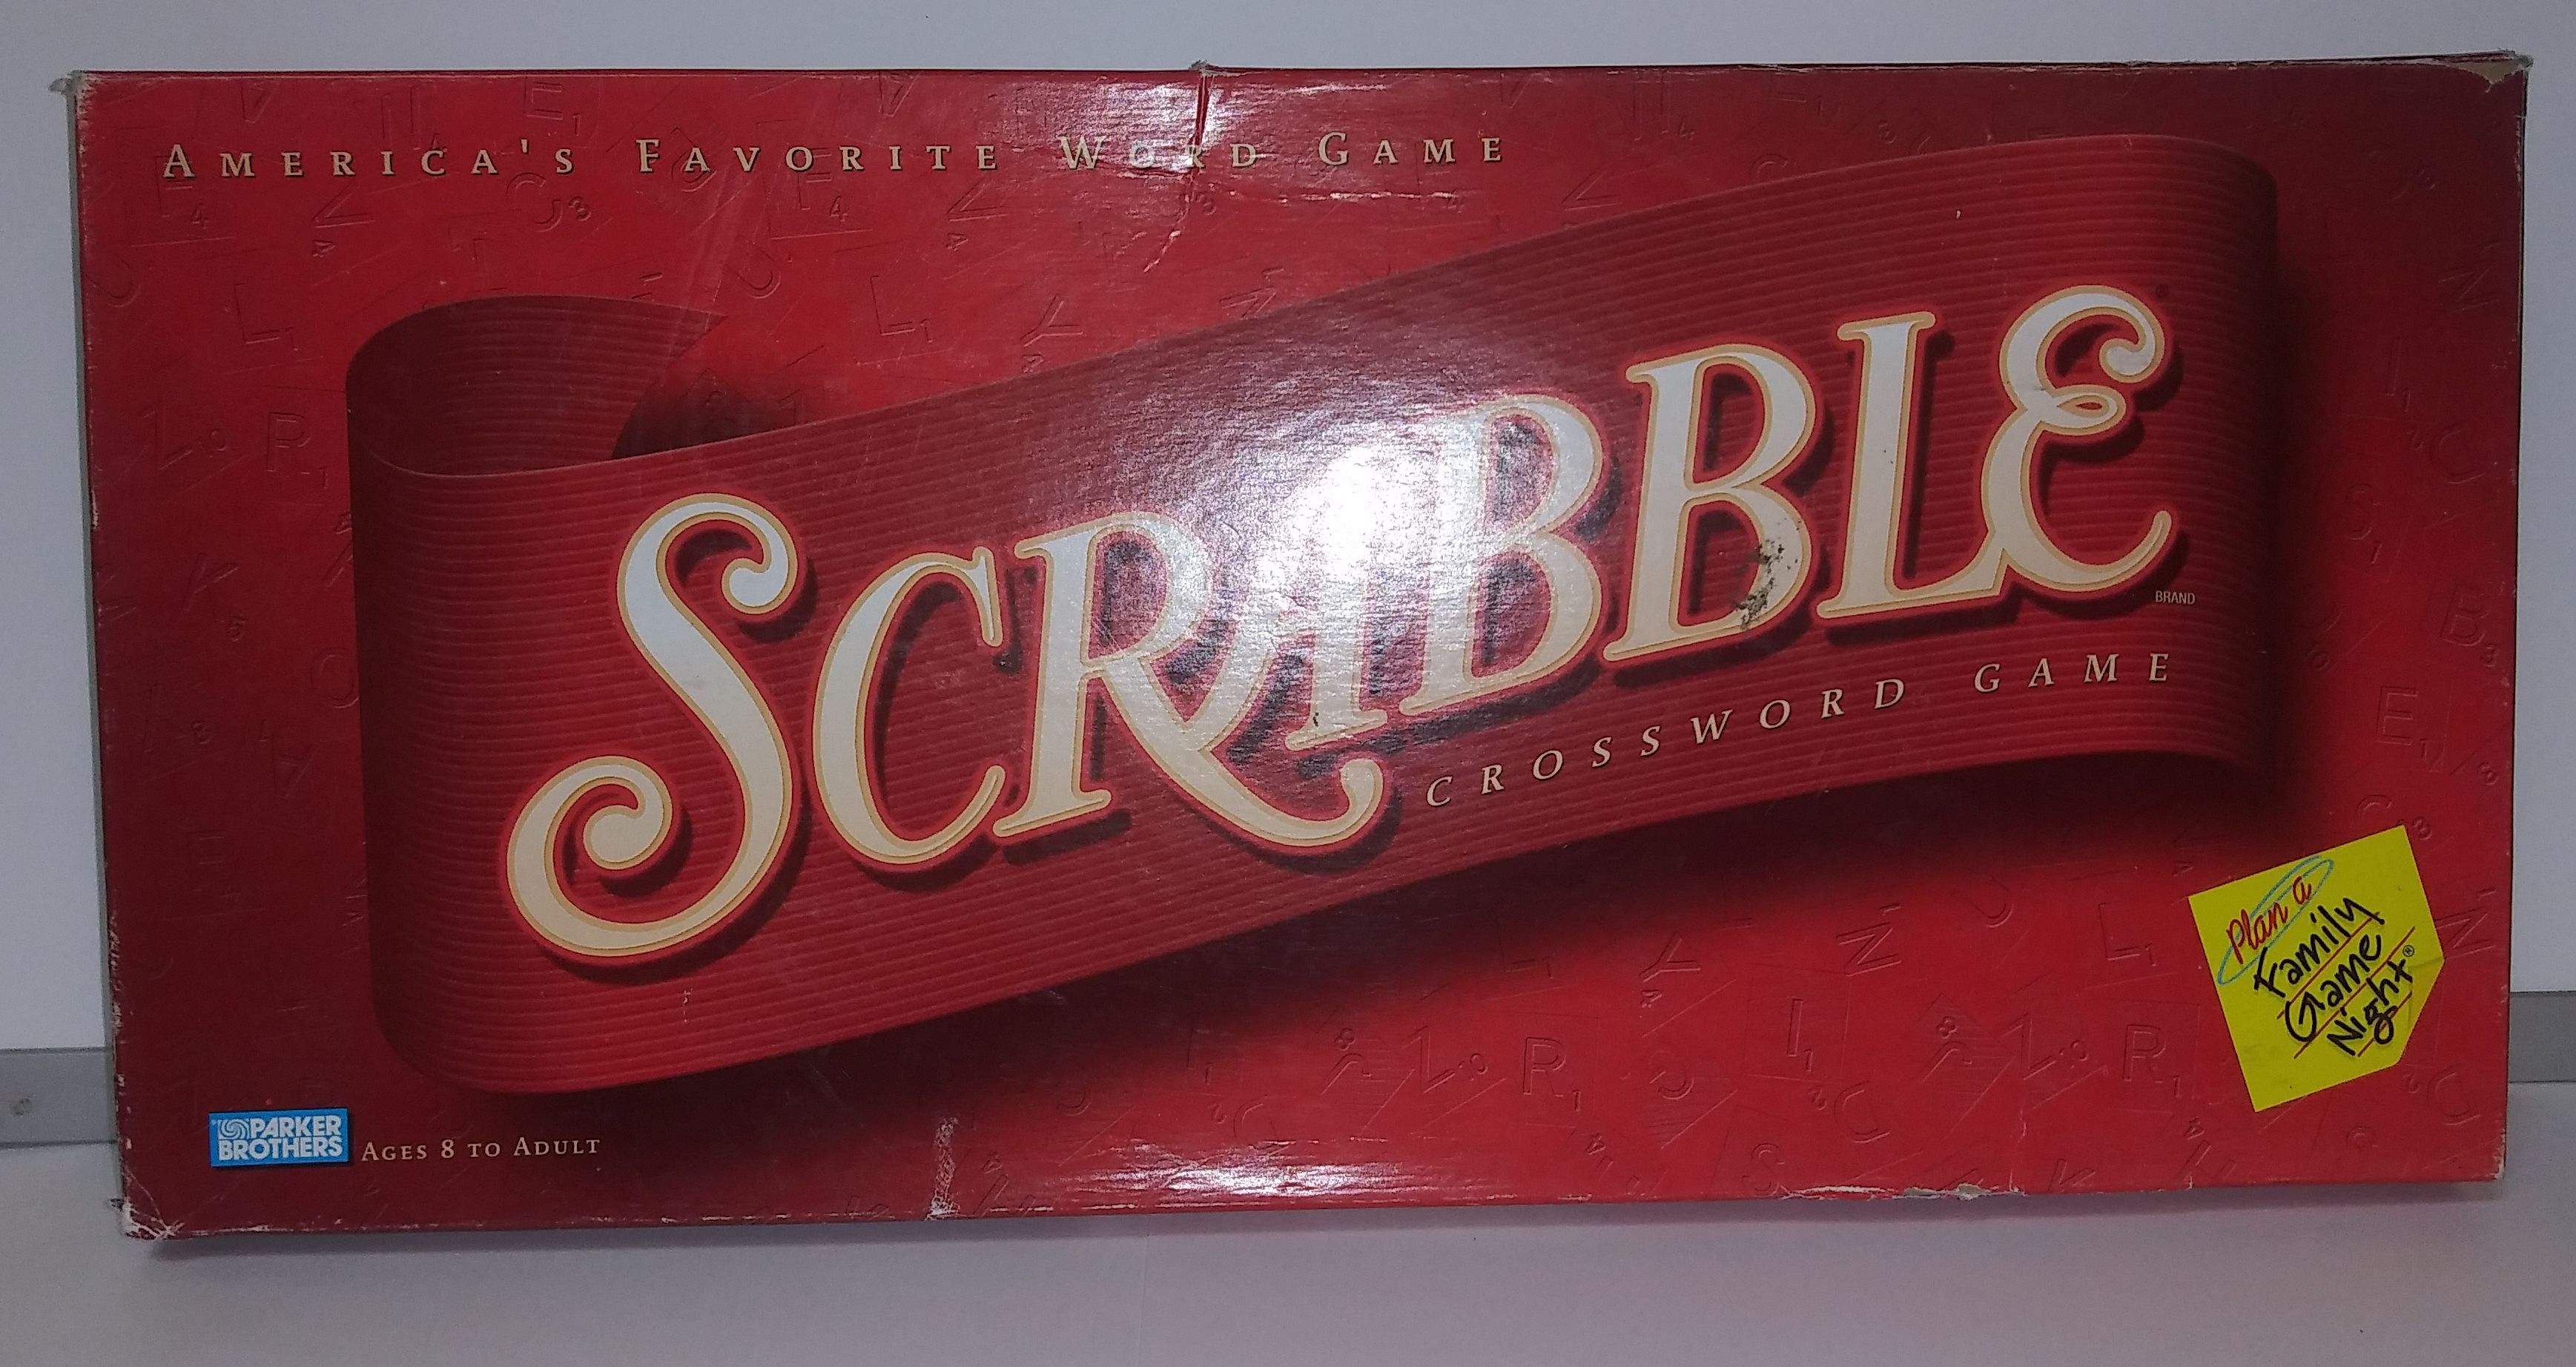 AMERICA'S FAVORITE WORD GAME
SCRABBLE
BRAND
CROSSWORD GAME
Plan a
Family
Game
Night®
PARKER
BROTHERS
AGES 8 TO ADULT